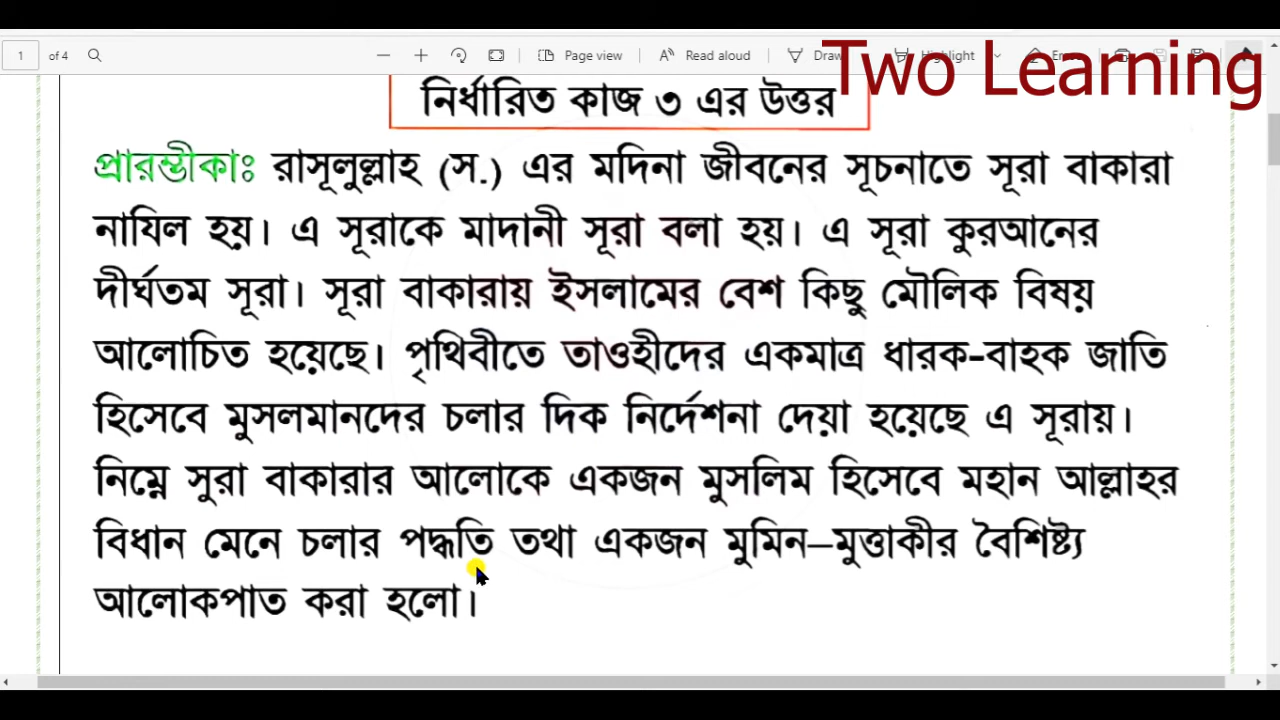 1 of 4 Page view Read aloud Draw Highlight
Two Learning
নির্ধারিত কাজ ৩ এর উত্তর
প্রারম্ভীকাঃ রাসূলুল্লাহ (স.) এর মদিনা জীবনের সূচনাতে সূরা বাকারা
নাযিল হয়। এ সূরাকে মাদানী সূরা বলা হয়। এ সূরা কুরআনের
দীর্ঘতম সূরা। সূরা বাকারায় ইসলামের বেশ কিছু মৌলিক বিষয়
আলোচিত হয়েছে। পৃথিবীতে তাওহীদের একমাত্র ধারক-বাহক জাতি
হিসেবে মুসলমানদের চলার দিক নির্দেশনা দেয়া হয়েছে এ সূরায়।
নিম্নে সুরা বাকারার আলোকে একজন মুসলিম হিসেবে মহান আল্লাহর
বিধান মেনে চলার পদ্ধতি তথা একজন মুমিন–মুত্তাকীর বৈশিষ্ট্য
আলোকপাত করা হলো।